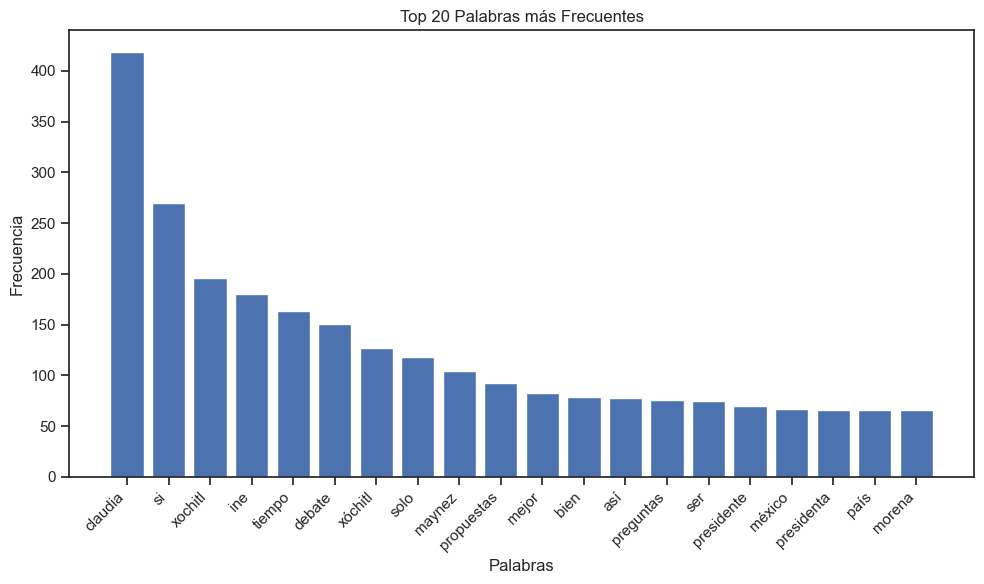 Top 20 Palabras más Frecuentes
Frecuencia
400
350
300
250
200
150
100
50
0
claudia
si
xochitl
ine
tiempo
debate
xóchitl
solo
maynez
propuestas
mejor
bien
así
preguntas
ser
presidente
méxico
presidenta
país
morena
Palabras